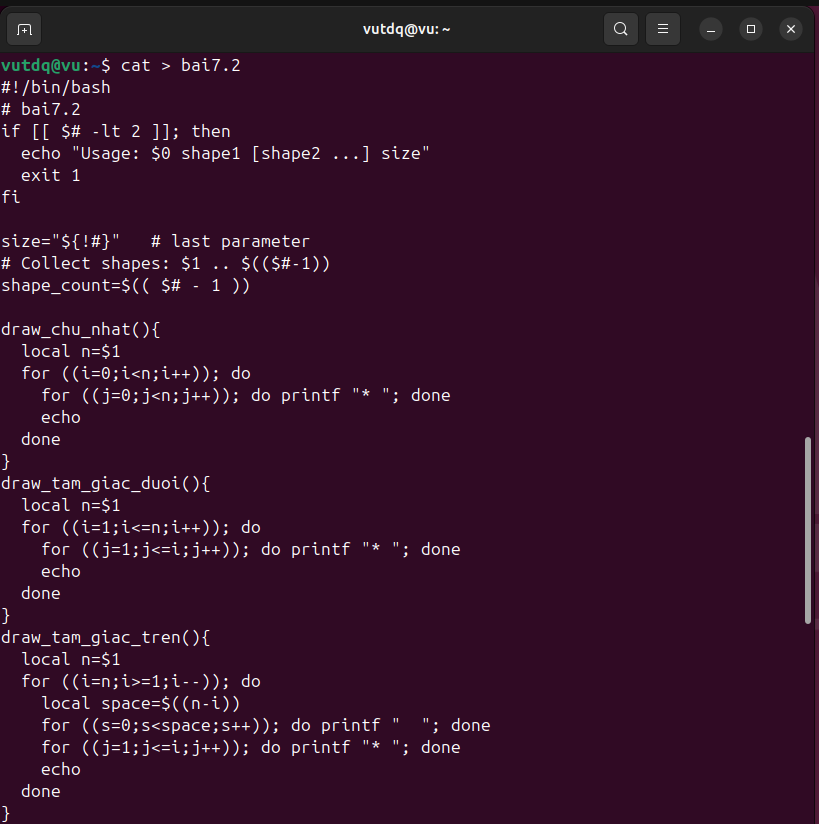 vutdq@vu: ~
vutdq@vu:~$ cat > bai7.2
#!/bin/bash
# bai7.2
if [[ $# -lt 2 ]]; then
  echo "Usage: $0 shape1 [shape2 ...] size"
  exit 1
fi

size="${!#}"   # last parameter
# Collect shapes: $1 .. $(($#-1))
shape_count=$(( $# - 1 ))

draw_chu_nhat(){
  local n=$1
  for ((i=0;i<n;i++)); do
    for ((j=0;j<n;j++)); do printf "* "; done
    echo
  done
}
draw_tam_giac_duoi(){
  local n=$1
  for ((i=1;i<=n;i++)); do
    for ((j=1;j<=i;j++)); do printf "* "; done
    echo
  done
}
draw_tam_giac_tren(){
  local n=$1
  for ((i=n;i>=1;i--)); do
    local space=$((n-i))
    for ((s=0;s<space;s++)); do printf "  "; done
    for ((j=1;j<=i;j++)); do printf "* "; done
    echo
  done
}